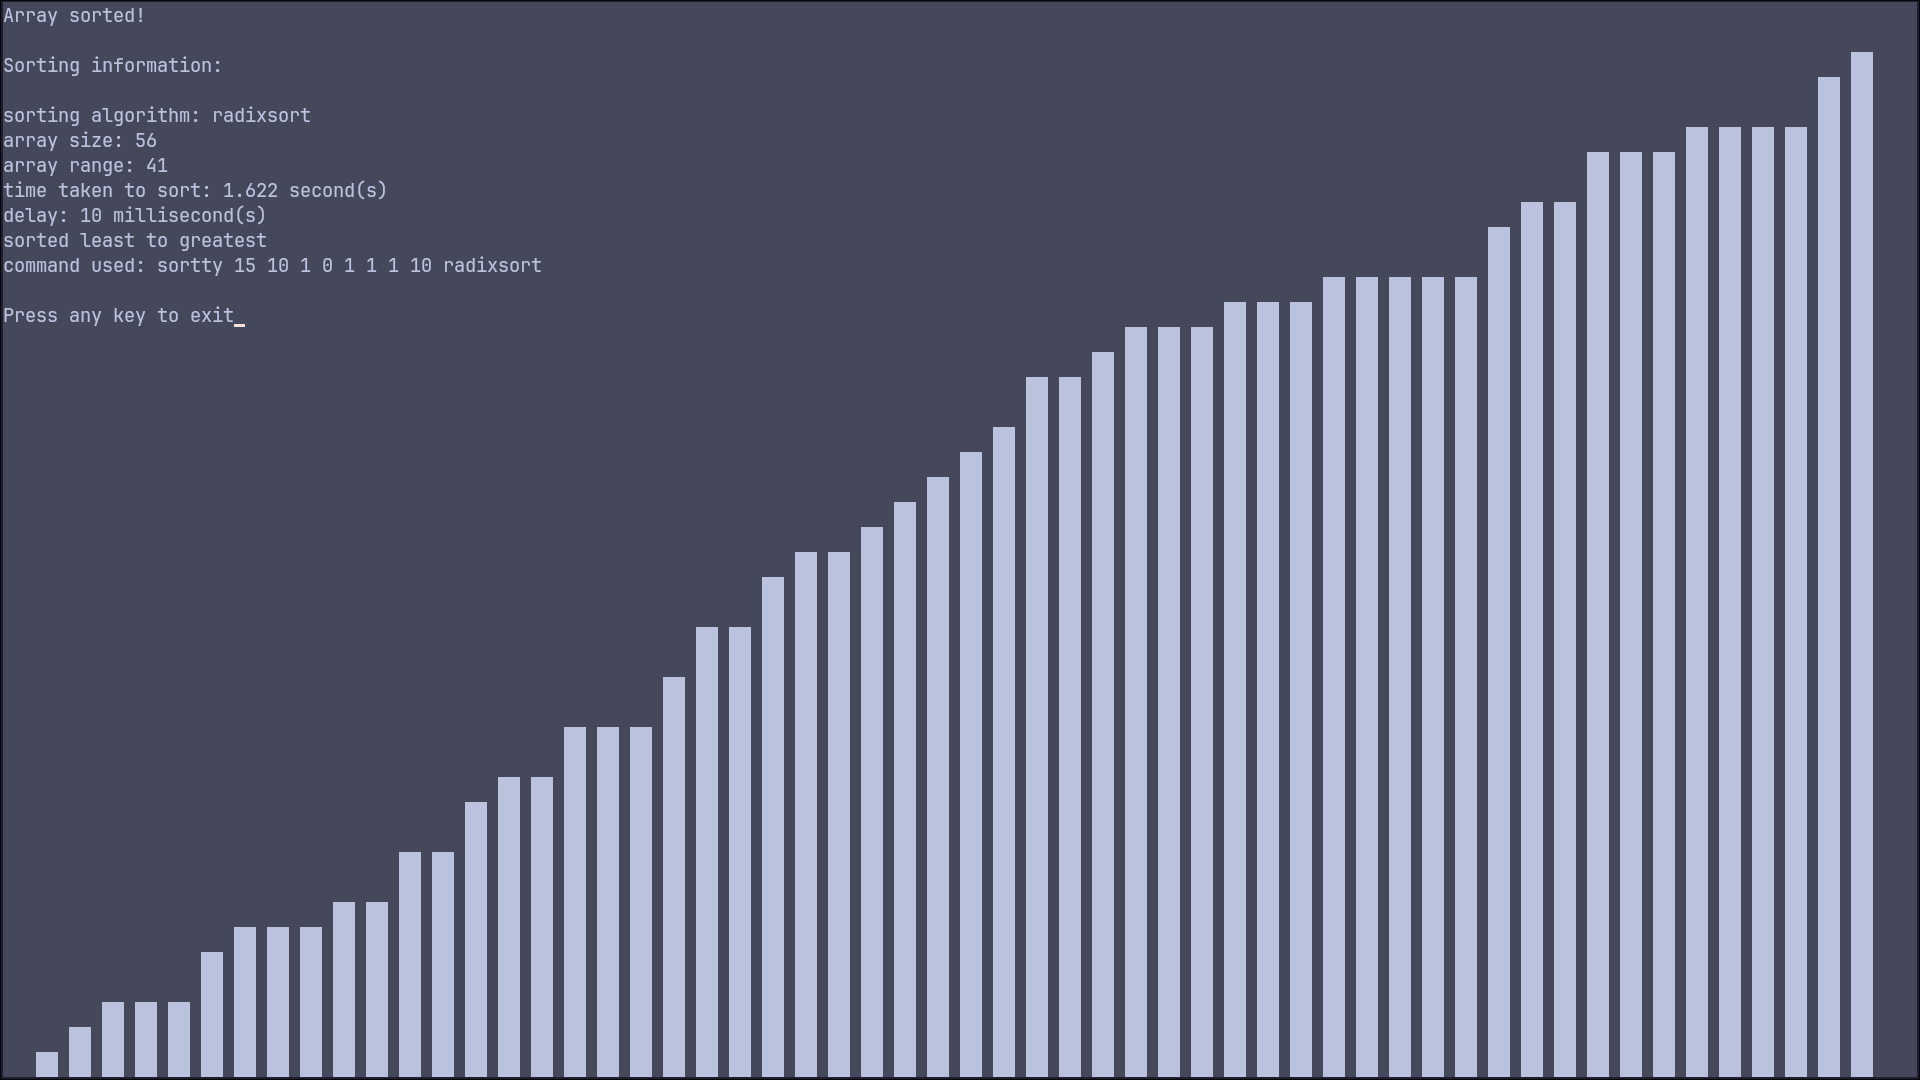 Array sorted!
Sorting information:
sorting algorithm: radixsort
array size: 56
array range: 41
time taken to sort: 1.622 second(s)
delay: 10 millisecond(s)
sorted least to greatest
command used: sortty 15 10 1 0 1 1 1 10 radixsort
Press any key to exit